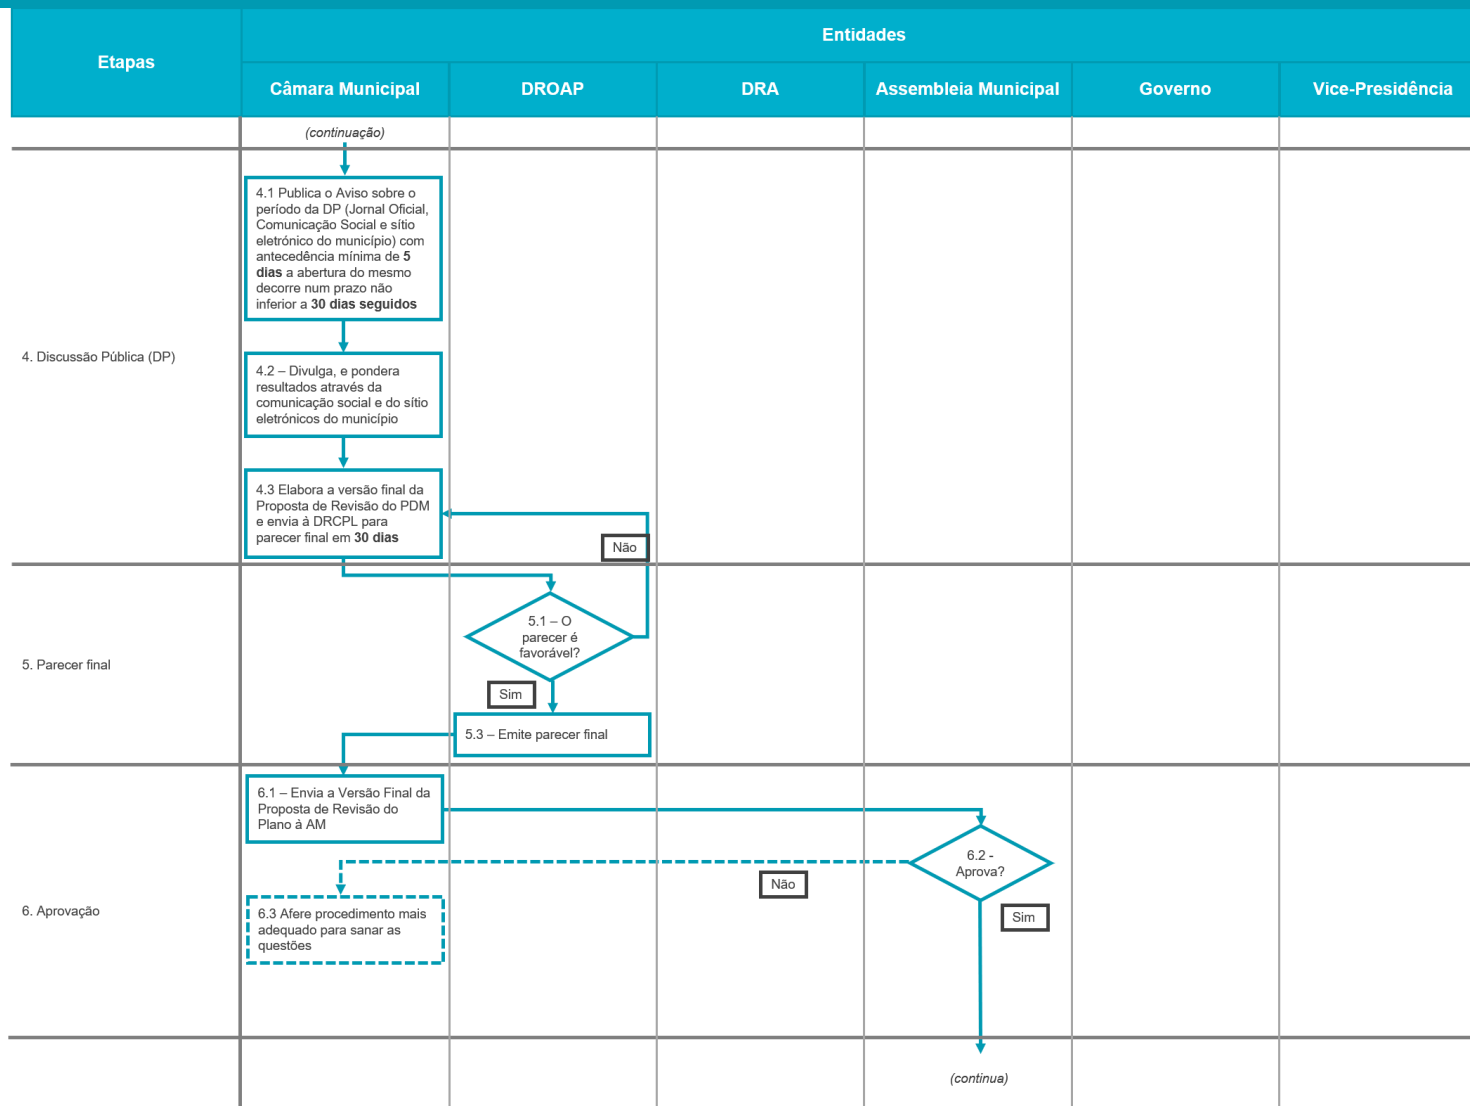 Etapas
Entidades
Câmara Municipal
DROAP
DRA
Assembleia Municipal
Governo
Vice-Presidência
(continuação)
4. Discussão Pública (DP)
4.1 Publica o Aviso sobre o
período da DP (Jornal Oficial,
Comunicação Social e sítio
eletrónico do município) com
antecedência mínima de 5
dias a abertura do mesmo
decorre num prazo não
inferior a 30 dias seguidos
4.2 – Divulga, e pondera
resultados através da
comunicação social e do sítio
eletrónicos do município
4.3 Elabora a versão final da
Proposta de Revisão do PDM
e envia à DRCPL para
parecer final em 30 dias
Não
5. Parecer final
5.1 – O
parecer é
favorável?
Sim
5.3 – Emite parecer final
6. Aprovação
6.1 – Envia a Versão Final da
Proposta de Revisão do
Plano à AM
6.2 -
Aprova?
Não
Sim
6.3 Afere procedimento mais
adequado para sanar as
questões
(continua)